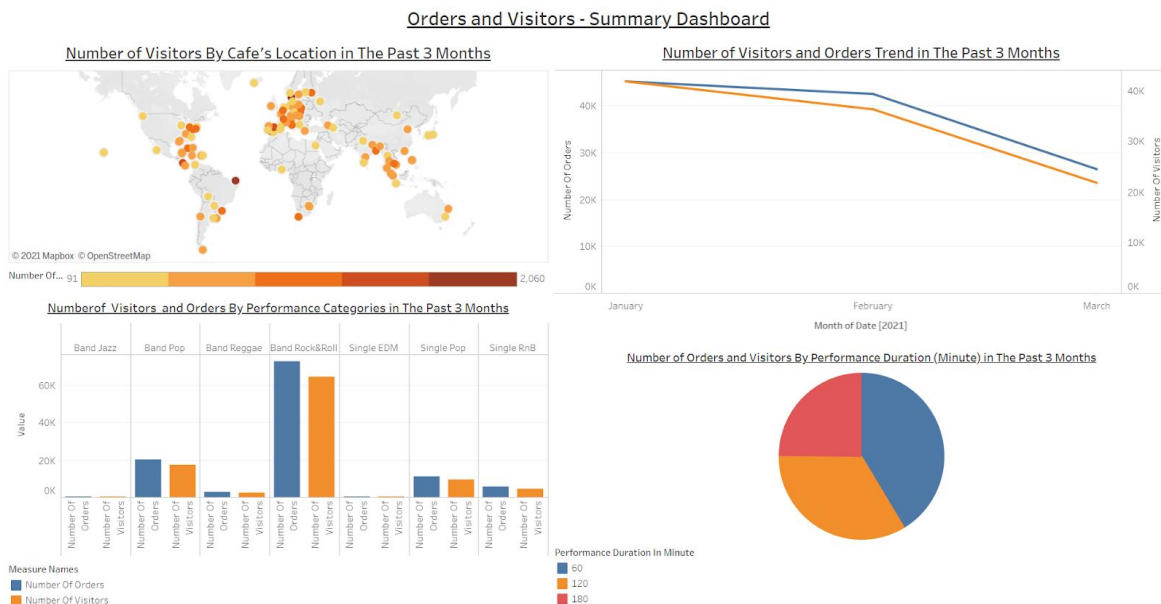 Orders and Visitors - Summary Dashboard
Number of Visitors By Cafe's Location in The Past 3 Months
© 2021 Mapbox © OpenStreetMap
Number Of... 91 2,060
Number of Visitors and Orders Trend in The Past 3 Months
Number Of Orders
40K
30K
20K
10K
0K
40K
30K
20K
10K
0K
Number Of Visitors
January February March
Month of Date [2021]
Numberof Visitors and Orders By Performance Categories in The Past 3 Months
Band Jazz Band Pop Band Reggae Band Rock&Roll Single EDM Single Pop Single RnB
Value
60K
40K
20K
0K
Number Of Orders
Number Of Visitors
Number Of Orders
Number Of Visitors
Number Of Orders
Number Of Visitors
Number Of Orders
Number Of Visitors
Number Of Orders
Number Of Visitors
Number Of Orders
Number Of Visitors
Number Of Orders
Number Of Visitors
Measure Names
Number Of Orders
Number Of Visitors
Number of Orders and Visitors By Performance Duration (Minute) in The Past 3 Months
Performance Duration In Minute
60
120
180